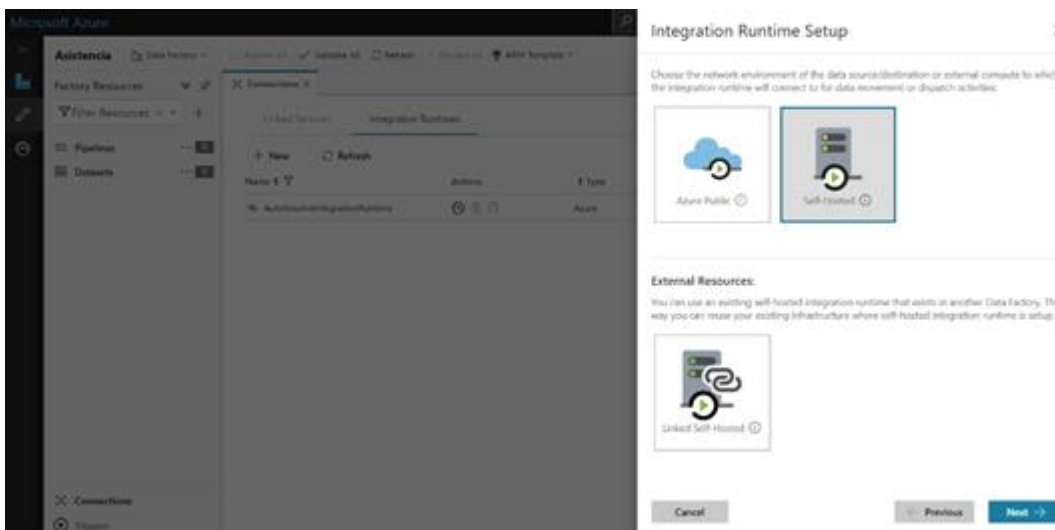 Microsoft Azure
Integration Runtime Setup
Asistencia
Data Factory
Validate All
Refresh
ARM Template
Factory Resources
Connections
Choose the network environment of the data source/destination or external compute to which
the integration runtime will connect to for data movement or dispatch activities:
Filter Resources
Linked Services
Integration Runtimes
Pipelines
Datasets
New
Refresh
Name
Actions
Type
Azure
Azure Public
Self-Hosted
External Resources:
You can use an existing self-hosted integration runtime that exists in another Data Factory. Th
way you can reuse your existing infrastructure where self-hosted integration runtime is setup.
Linked Self-Hosted
Connections
Triggers
Cancel
Previous
Next